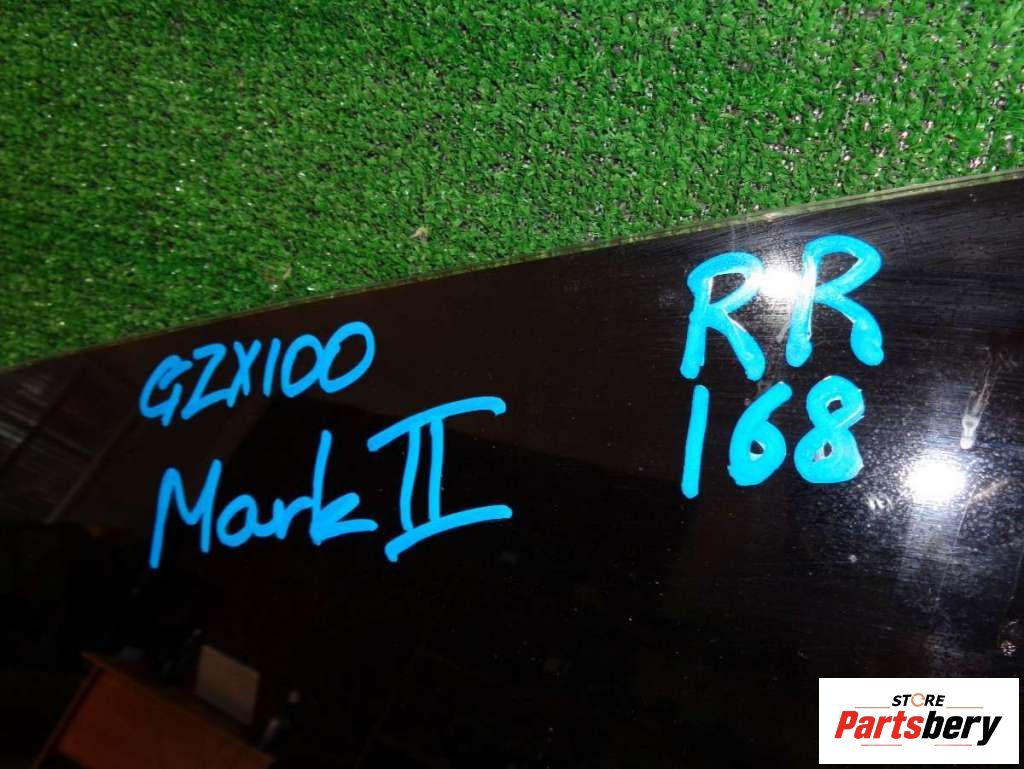 GZX100
Mark II
RR
168
STORE
Partsbery